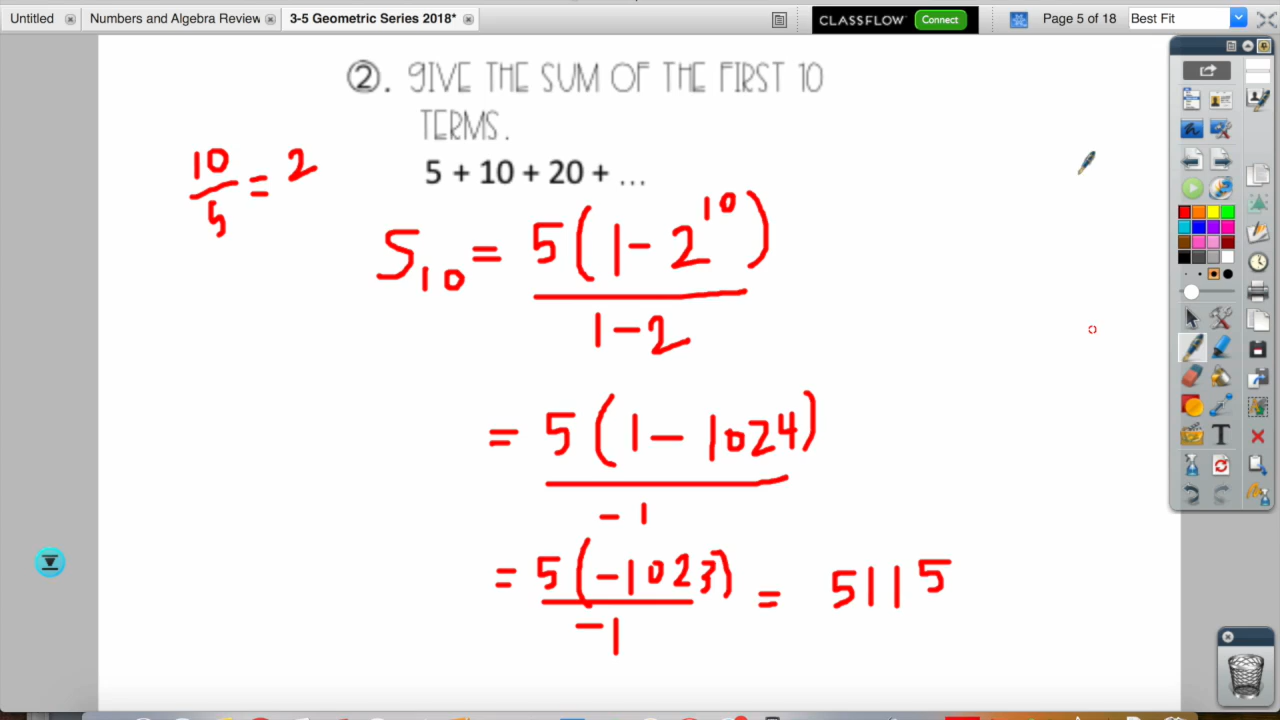 Untitled Numbers and Algebra Review 3-5 Geometric Series 2018* CLASSFLOW Connect Page 5 of 18 Best Fit
②. GIVE THE SUM OF THE FIRST 10
TERMS.
10/5 = 2
5 + 10 + 20 + ...
S₁₀ = 5(1 - 2¹⁰)
1 - 2
= 5(1 - 1024)
-1
= 5(-1023) = 5115
-1